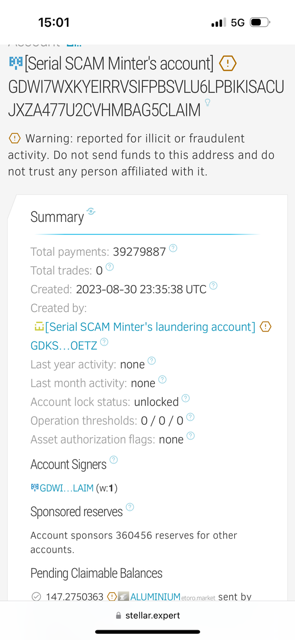 15:01
5G
[Serial SCAM Minter's account]
GDWI7WXKYEIRRVSIFPBSVLU6LPBIKISACU
JXZA477U2CVHMBAG5CLAIM
Warning: reported for illicit or fraudulent
activity. Do not send funds to this address and do
not trust any person affiliated with it.
Summary
Total payments: 39279887
Total trades: 0
Created: 2023-08-30 23:35:38 UTC
Created by:
[Serial SCAM Minter's laundering account]
GDKS...OETZ
Last year activity: none
Last month activity: none
Account lock status: unlocked
Operation thresholds: 0 / 0 / 0
Asset authorization flags: none
Account Signers
GDWI...LAIM (w:1)
Sponsored reserves
Account sponsors 360456 reserves for other
accounts.
Pending Claimable Balances
147.2750363 ALUMINIUM etoro.market sent by
stellar.expert